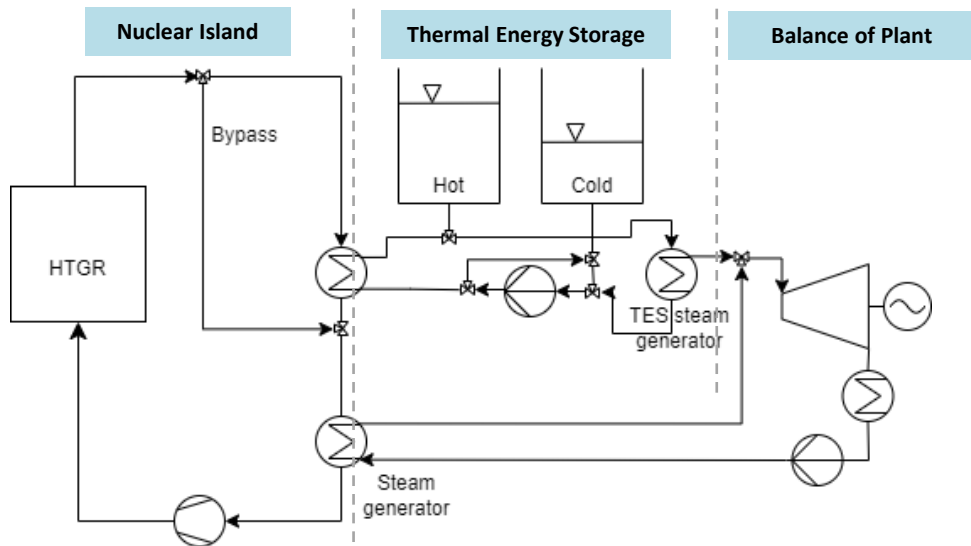 Nuclear Island
Thermal Energy Storage
Balance of Plant
Bypass
Hot
Cold
HTGR
TES steam
generator
Steam
generator